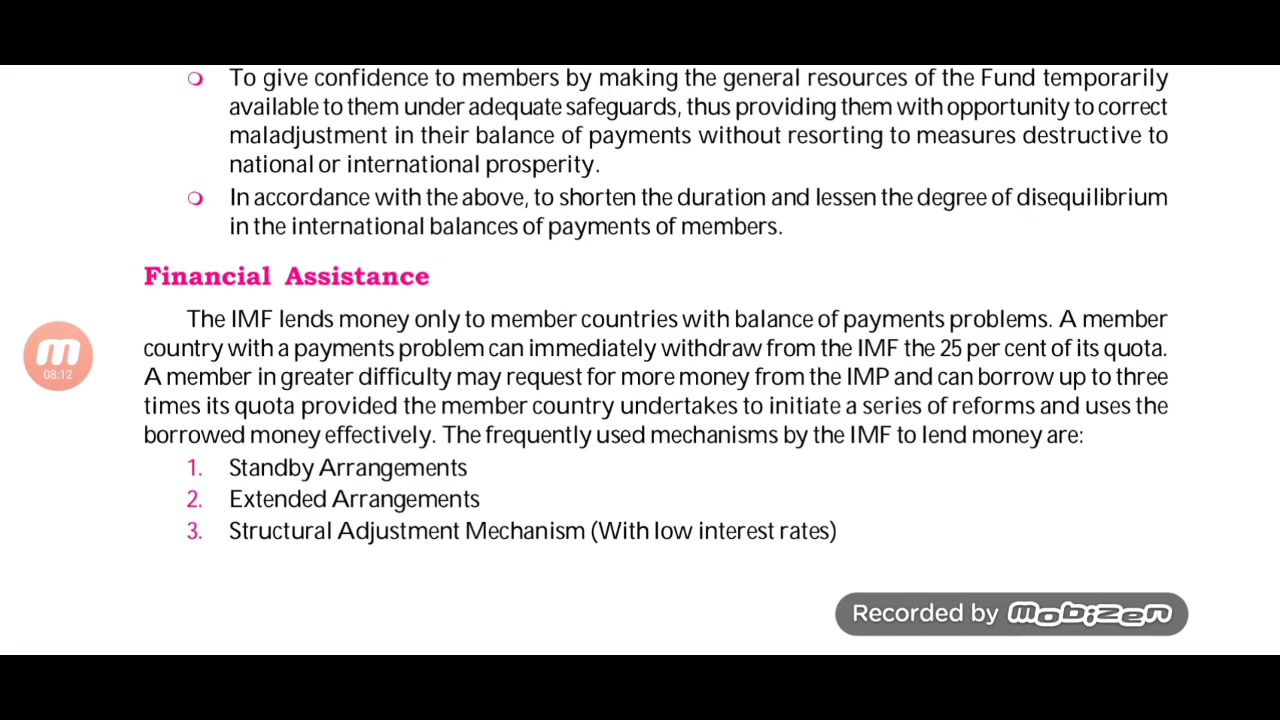 To give confidence to members by making the general resources of the Fund temporarily
available to them under adequate safeguards, thus providing them with opportunity to correct
maladjustment in their balance of payments without resorting to measures destructive to
national or international prosperity.
In accordance with the above, to shorten the duration and lessen the degree of disequilibrium
in the international balances of payments of members.
Financial Assistance
The IMF lends money only to member countries with balance of payments problems. A member
country with a payments problem can immediately withdraw from the IMF the 25 per cent of its quota.
A member in greater difficulty may request for more money from the IMP and can borrow up to three
times its quota provided the member country undertakes to initiate a series of reforms and uses the
borrowed money effectively. The frequently used mechanisms by the IMF to lend money are:
1. Standby Arrangements
2. Extended Arrangements
3. Structural Adjustment Mechanism (With low interest rates)
m
08:12
Recorded by mobizen